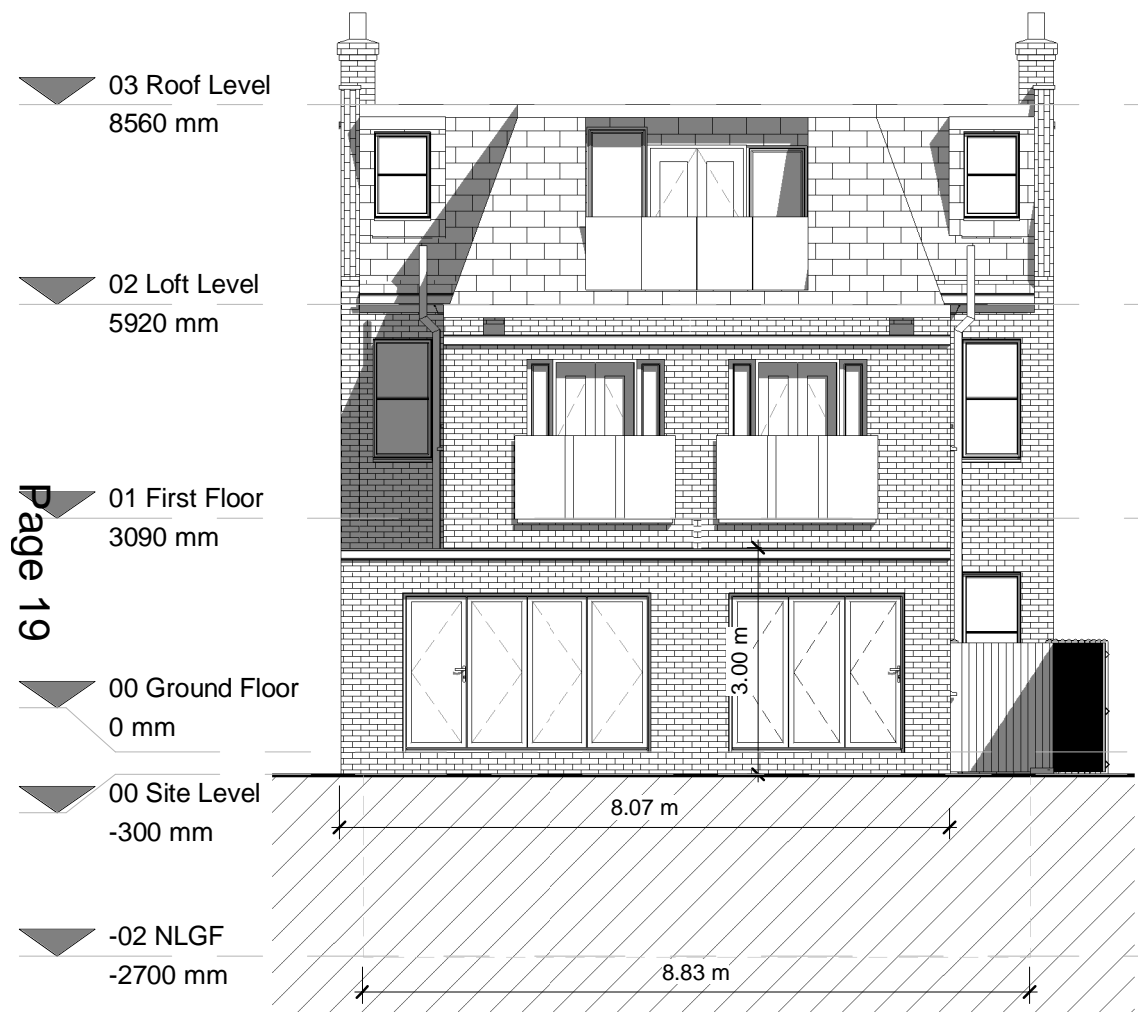 03 Roof Level
8560 mm
02 Loft Level
5920 mm
01 First Floor
3090 mm
Page 19
3.00 m
00 Ground Floor
0 mm
00 Site Level
-300 mm
8.07 m
-02 NLGF
-2700 mm
8.83 m